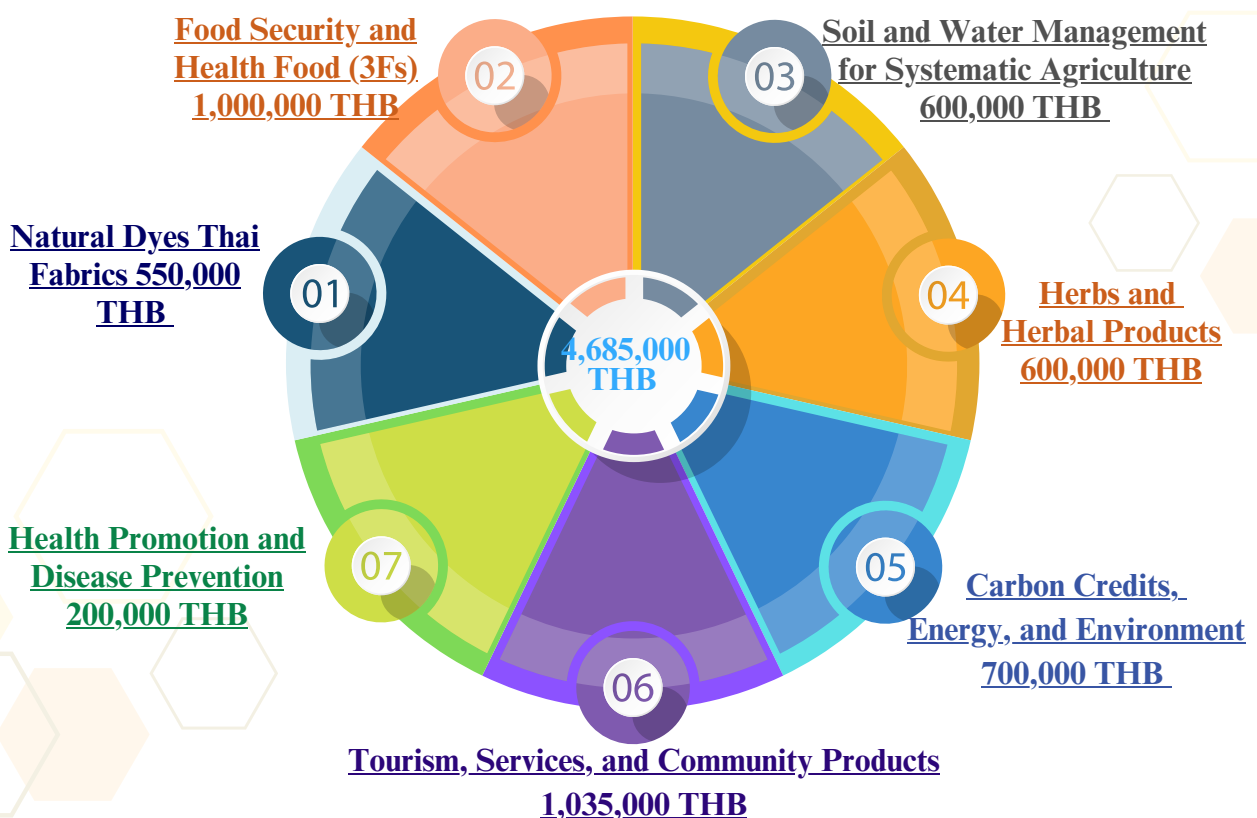 Food Security and
Health Food (3Fs)
1,000,000 THB
02
03
Soil and Water Management
for Systematic Agriculture
600,000 THB
Natural Dyes Thai
Fabrics 550,000
THB
01
04
Herbs and
Herbal Products
600,000 THB
4,685,000
THB
Health Promotion and
Disease Prevention
200,000 THB
07
05
Carbon Credits,
Energy, and Environment
700,000 THB
06
Tourism, Services, and Community Products
1,035,000 THB